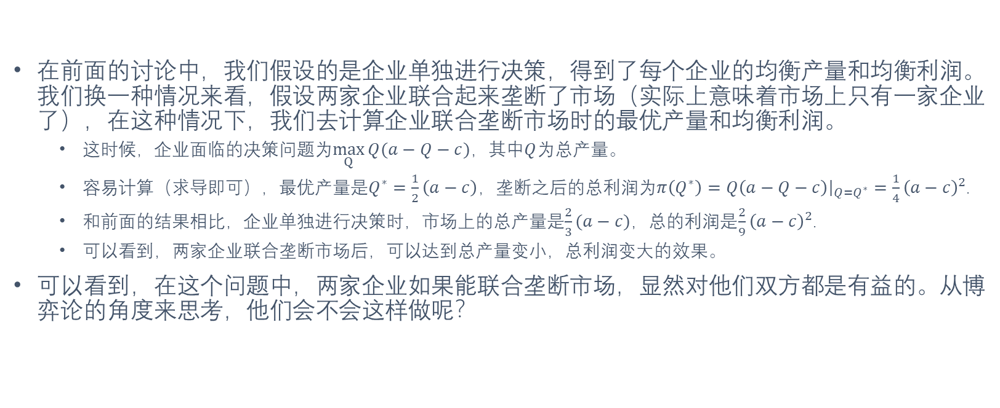 • 在前面的讨论中，我们假设的是企业单独进行决策，得到了每个企业的均衡产量和均衡利润。
我们换一种情况来看，假设两家企业联合起来垄断了市场（实际上意味着市场上只有一家企业
了），在这种情况下，我们去计算企业联合垄断市场时的最优产量和均衡利润。
• 这时候，企业面临的决策问题为max_Q Q(a − Q − c)，其中Q为总产量。
• 容易计算（求导即可），最优产量是Q* = 1/2 (a − c)，垄断之后的总利润为π(Q*) = Q(a − Q − c)|_{Q=Q*} = 1/4 (a − c)².
• 和前面的结果相比，企业单独进行决策时，市场上的总产量是2/3 (a − c)，总的利润是2/9 (a − c)².
• 可以看到，两家企业联合垄断市场后，可以达到总产量变小，总利润变大的效果。
• 可以看到，在这个问题中，两家企业如果能联合垄断市场，显然对他们双方都是有益的。从博
弈论的角度来思考，他们会不会这样做呢？